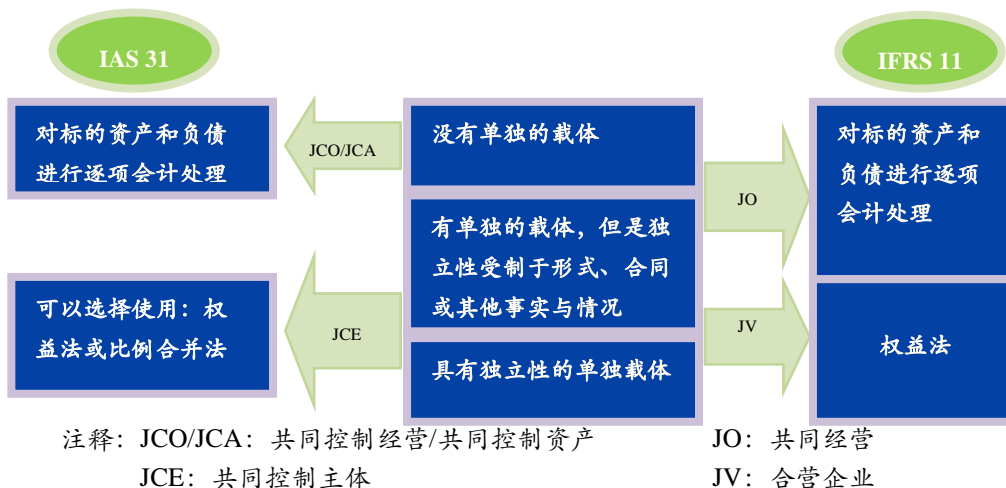 IAS 31
IFRS 11
对标的资产和负债
进行逐项会计处理
JCO/JCA
没有单独的载体
JO
对标的资产和
负债进行逐项
会计处理
有单独的载体，但是独
立性受制于形式、合同
或其他事实与情况
可以选择使用：权
益法或比例合并法
JCE
具有独立性的单独载体
JV
权益法
注释：JCO/JCA：共同控制经营/共同控制资产
JO：共同经营
JCE：共同控制主体
JV：合营企业